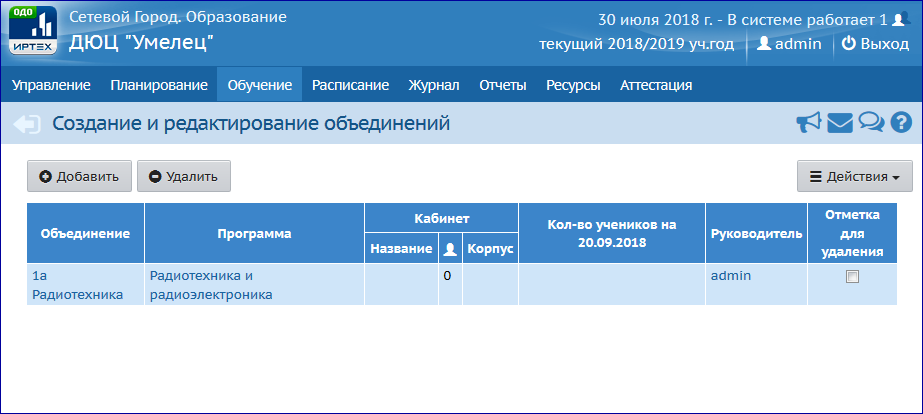 ОДО
ИРТЕХ
Сетевой Город. Образование
ДЮЦ "Умелец"
30 июля 2018 г. - В системе работает 1
текущий 2018/2019 уч.год
admin
Выход
Управление Планирование Обучение Расписание Журнал Отчеты Ресурсы Аттестация
Создание и редактирование объединений
?
Добавить
Удалить
Действия
Объединение
Программа
Кабинет
Название
Корпус
Кол-во учеников на
20.09.2018
Руководитель
Отметка
для
удаления
1а
Радиотехника
Радиотехника и
радиоэлектроника
0
admin